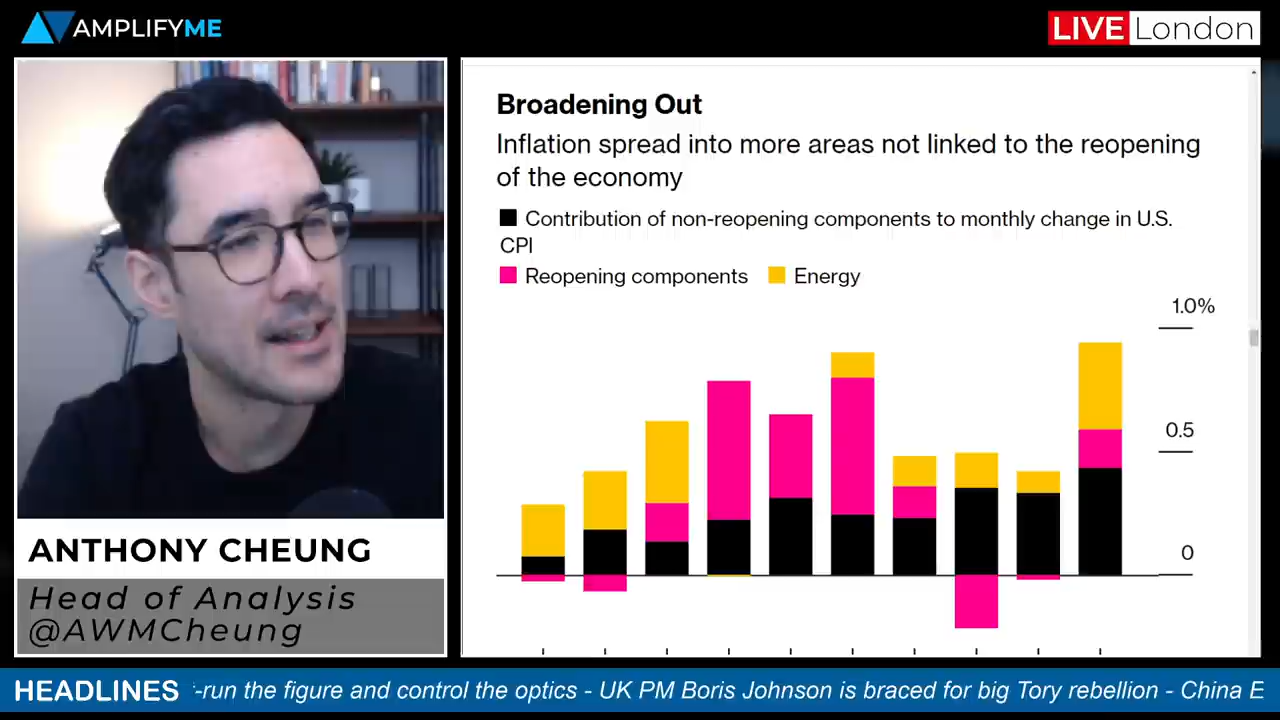 AMPLIFYME
LIVE London
Broadening Out
Inflation spread into more areas not linked to the reopening
of the economy
Contribution of non-reopening components to monthly change in U.S.
CPI
Reopening components Energy
1.0%
0.5
0
ANTHONY CHEUNG
Head of Analysis
@AWMCheung
HEADLINES -run the figure and control the optics - UK PM Boris Johnson is braced for big Tory rebellion - China E